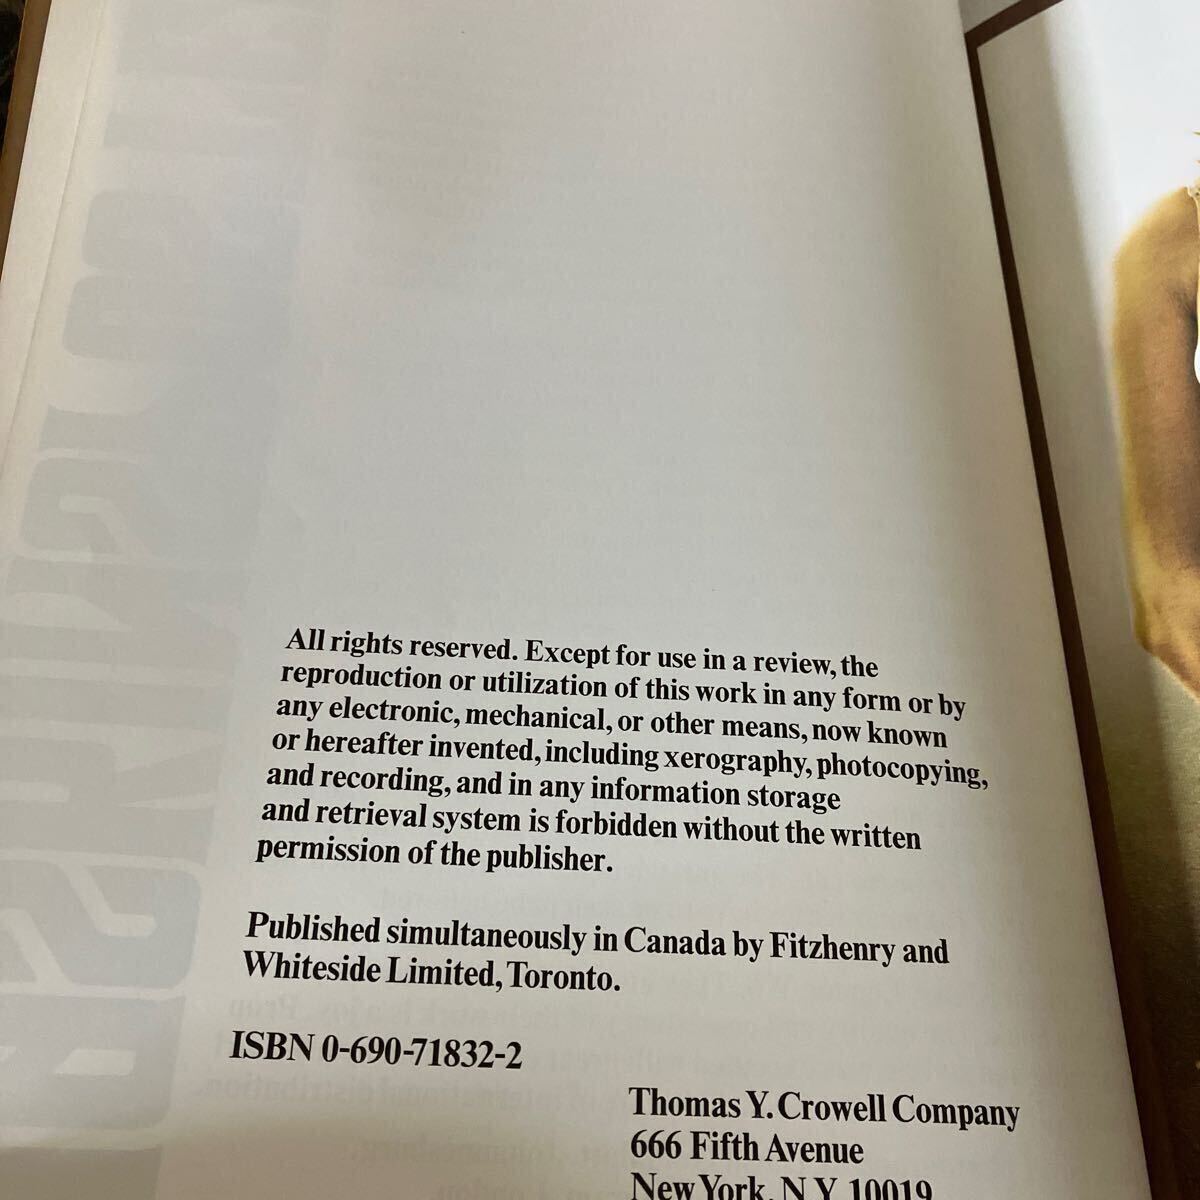 All rights reserved. Except for use in a review, the
reproduction or utilization of this work in any form or by
any electronic, mechanical, or other means, now known
or hereafter invented, including xerography, photocopying,
and recording, and in any information storage
and retrieval system is forbidden without the written
permission of the publisher.
Published simultaneously in Canada by Fitzhenry and
Whiteside Limited, Toronto.
ISBN 0-690-71832-2
Thomas Y. Crowell Company
666 Fifth Avenue
New York, N.Y. 10019